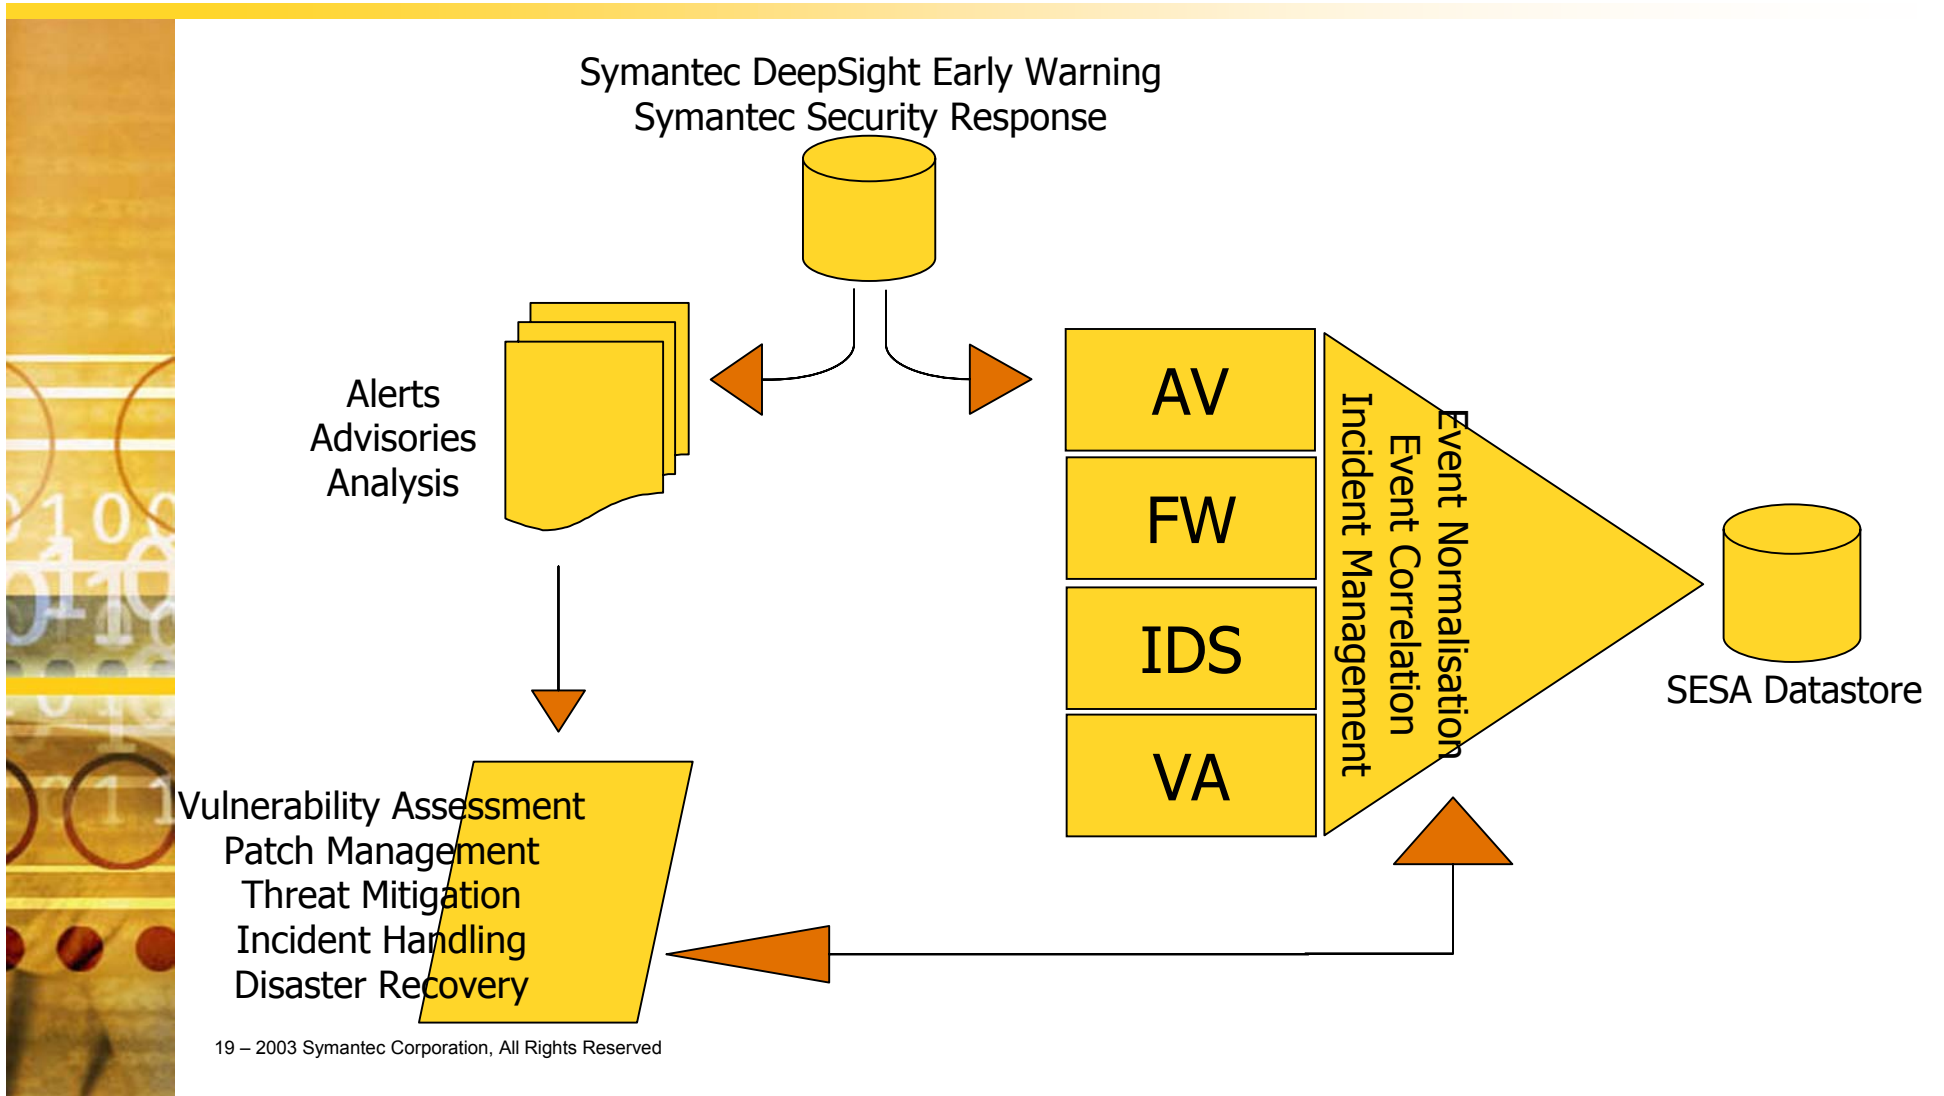 Symantec DeepSight Early Warning
Symantec Security Response
Alerts
Advisories
Analysis
AV
FW
IDS
VA
Event Normalisation
Event Correlation
Incident Management
SESA Datastore
Vulnerability Assessment
Patch Management
Threat Mitigation
Incident Handling
Disaster Recovery
19 – 2003 Symantec Corporation, All Rights Reserved